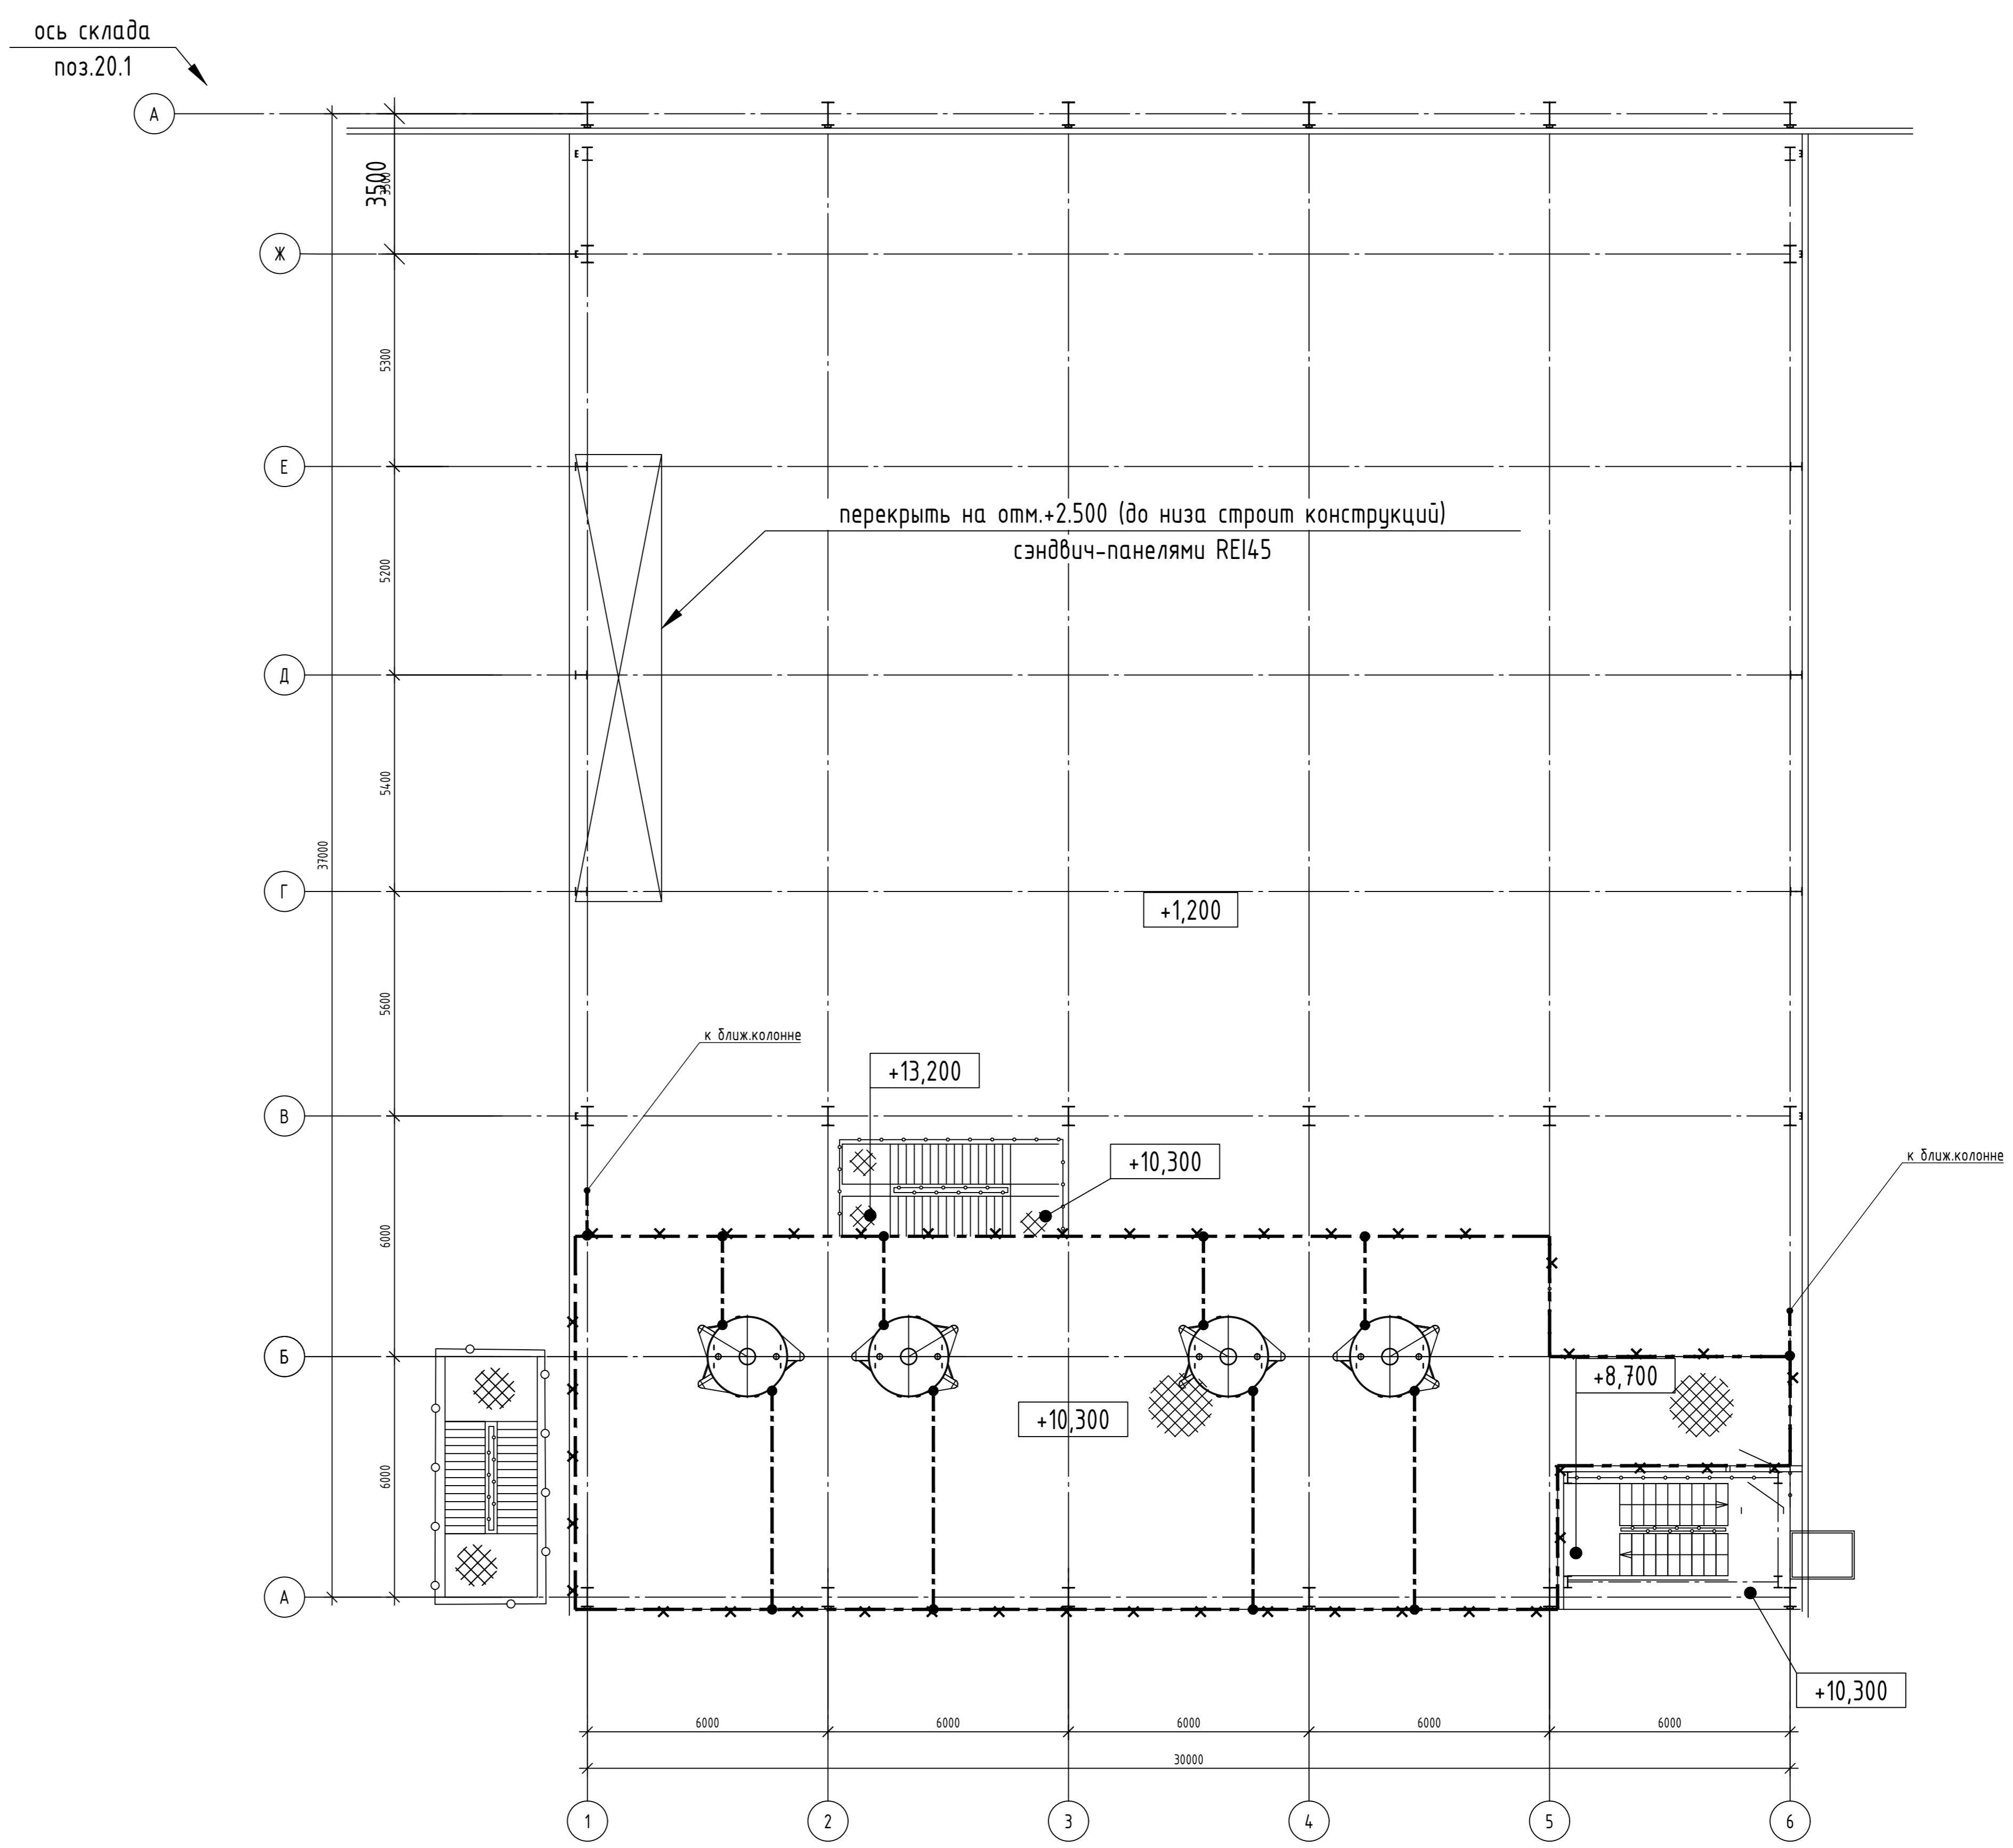 ось склада
поз.20.1
А
3500
3500
Ж
5300
Е
перекрыть на отм.+2.500 (до низа строит конструкций)
сэндвич-панелями REI45
5200
Д
5400
37000
Г
+1,200
5600
к ближ.колонне
+13,200
В
+10,300
к ближ.колонне
6000
Б
+8,700
+10,300
6000
А
+10,300
6000
6000
6000
6000
6000
30000
1
2
3
4
5
6